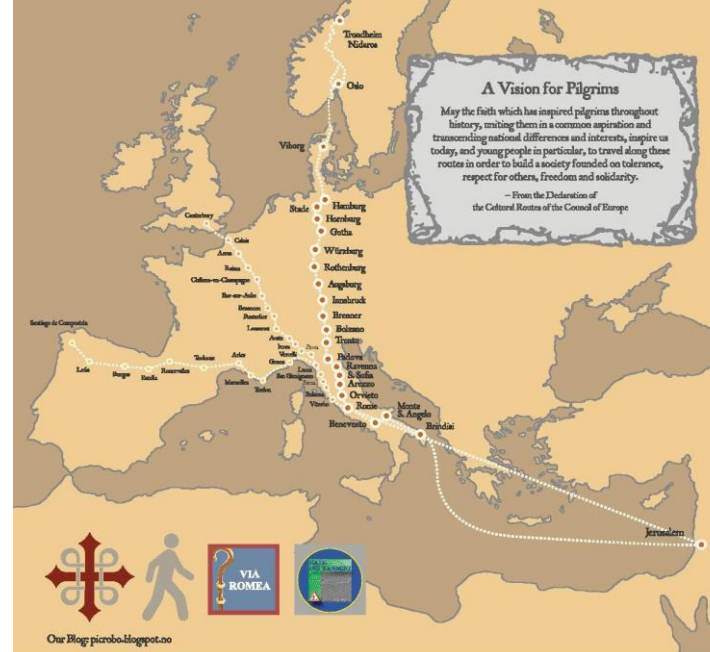 Trondheim
Nidaros
Oslo
A Vision for Pilgrims
May the faith which has inspired pilgrims throughout
history, uniting them in a common aspiration and
transcending national differences and interests, inspire us
today, and young people in particular, to travel along these
routes in order to build a society founded on tolerance,
respect for others, freedom and solidarity.
– From the Declaration of
the Cultural Routes of the Council of Europe
Viborg
Hamburg
Stade
Hornburg
Gotha
Canterbury
Calais
Arras
Würzburg
Reims
Rothenburg
Châlons-en-Champagne
Augsburg
Bar-sur-Aube
Innsbruck
Besançon
Pontarlier
Brenner
Santiago de Compostela
Lausanne
Bolzano
Aosta
Trento
Ivrea
Pavia
Vercelli
Toulouse
Arles
Genova
Padova
León
Burgos
Estella
Roncesvalles
Ravenna
Lucca
& Sofia
San Gimignano
Marseilles
Toulon
Siena
Arezzo
Bolsena
Orvieto
Viterbo
Rome
Monte
S. Angelo
Benevento
Brindisi
Jerusalem
VIA
ROMEA
Our Blog: picrobo.blogspot.no